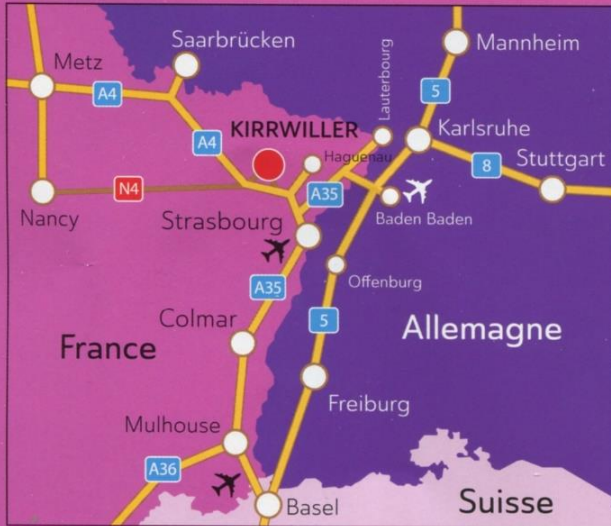 Saarbrücken
Mannheim
Metz
A4
5
Lauterbourg
A4
KIRRWILLER
Karlsruhe
Haguenau
8
Stuttgart
N4
A35
Nancy
Strasbourg
Baden Baden
A35
Offenburg
Colmar
5
Allemagne
France
Freiburg
Mulhouse
A36
Basel
Suisse